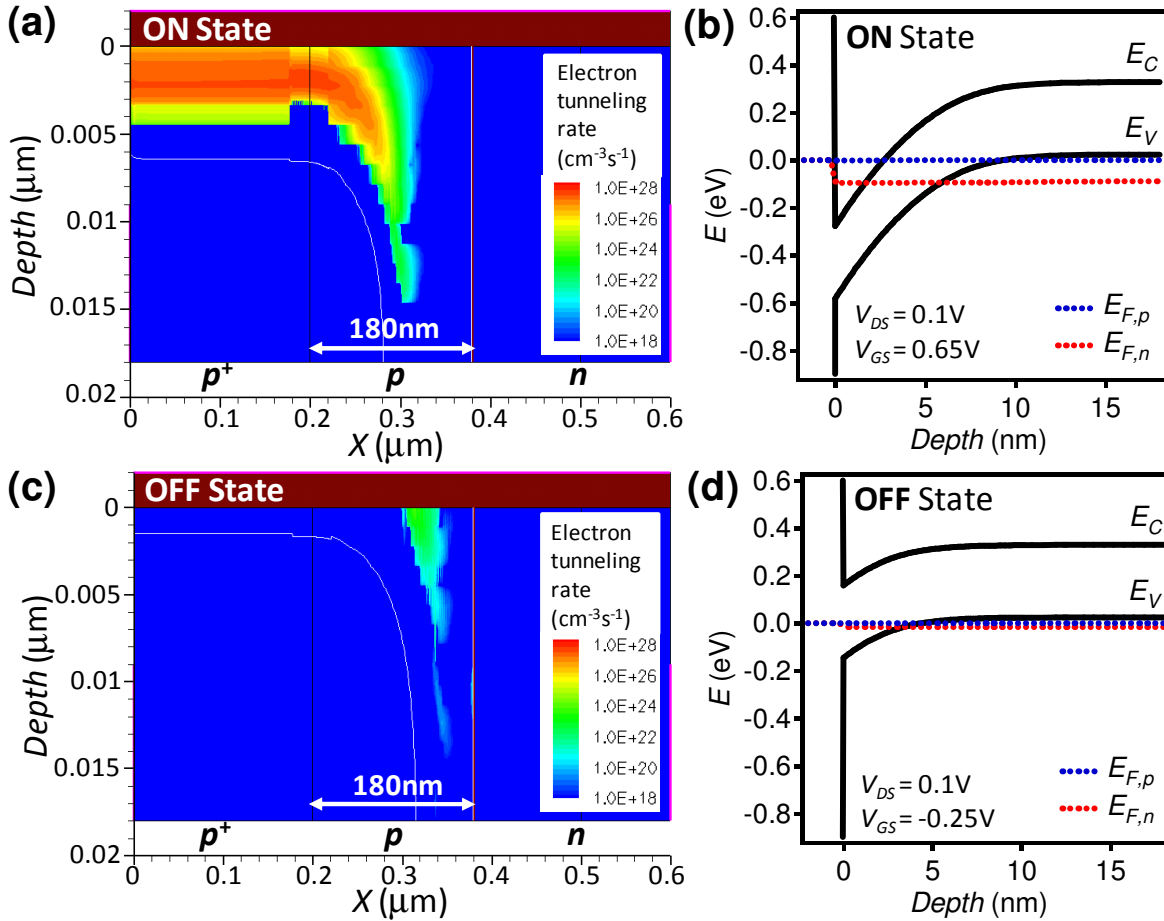 (a)
ON State
0
0.005
0.01
0.015
0.02
Depth (μm)
Electron
tunneling
rate
(cm⁻³s⁻¹)
1.0E+28
1.0E+26
1.0E+24
1.0E+22
1.0E+20
1.0E+18
180nm
p⁺
p
n
0
0.1
0.2
0.3
0.4
0.5
0.6
X (μm)
(b)
ON State
0.6
0.4
0.2
0.0
-0.2
-0.4
-0.6
-0.8
E (eV)
E_C
E_V
V_DS = 0.1V
V_GS = 0.65V
E_F,p
E_F,n
0
5
10
15
Depth (nm)
(c)
OFF State
0
0.005
0.01
0.015
0.02
Depth (μm)
Electron
tunneling
rate
(cm⁻³s⁻¹)
1.0E+28
1.0E+26
1.0E+24
1.0E+22
1.0E+20
1.0E+18
180nm
p⁺
p
n
0
0.1
0.2
0.3
0.4
0.5
0.6
X (μm)
(d)
OFF State
0.6
0.4
0.2
0.0
-0.2
-0.4
-0.6
-0.8
E (eV)
E_C
E_V
V_DS = 0.1V
V_GS = -0.25V
E_F,p
E_F,n
0
5
10
15
Depth (nm)